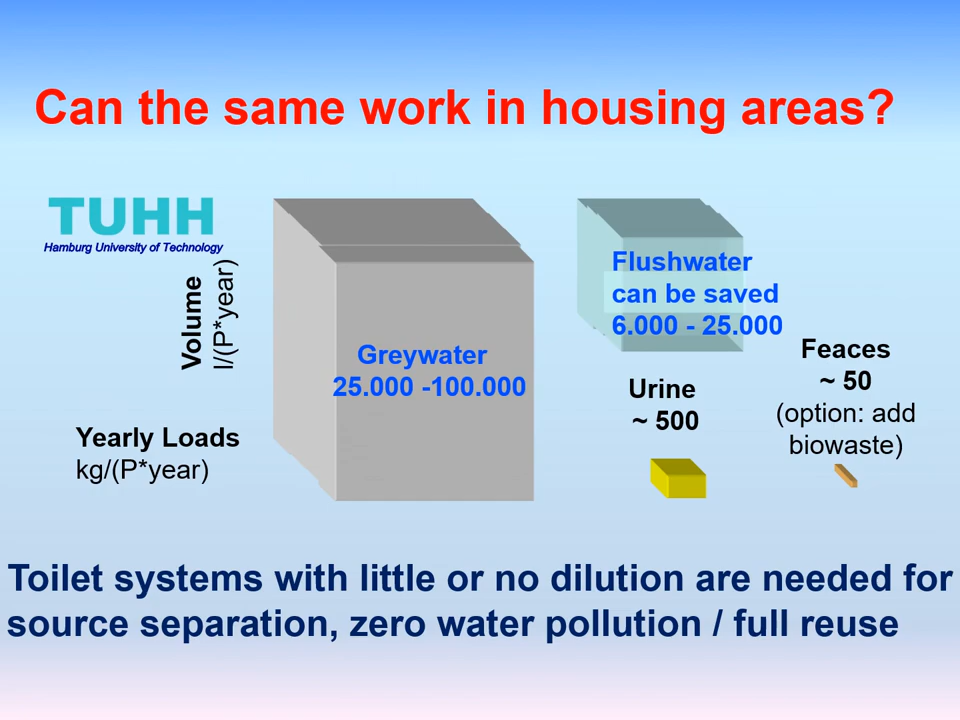 Can the same work in housing areas?
TUHH
Hamburg University of Technology
Volume
l/(P*year)
Yearly Loads
kg/(P*year)
Greywater
25.000 -100.000
Flushwater
can be saved
6.000 - 25.000
Urine
~ 500
Feaces
~ 50
(option: add
biowaste)
Toilet systems with little or no dilution are needed for
source separation, zero water pollution / full reuse